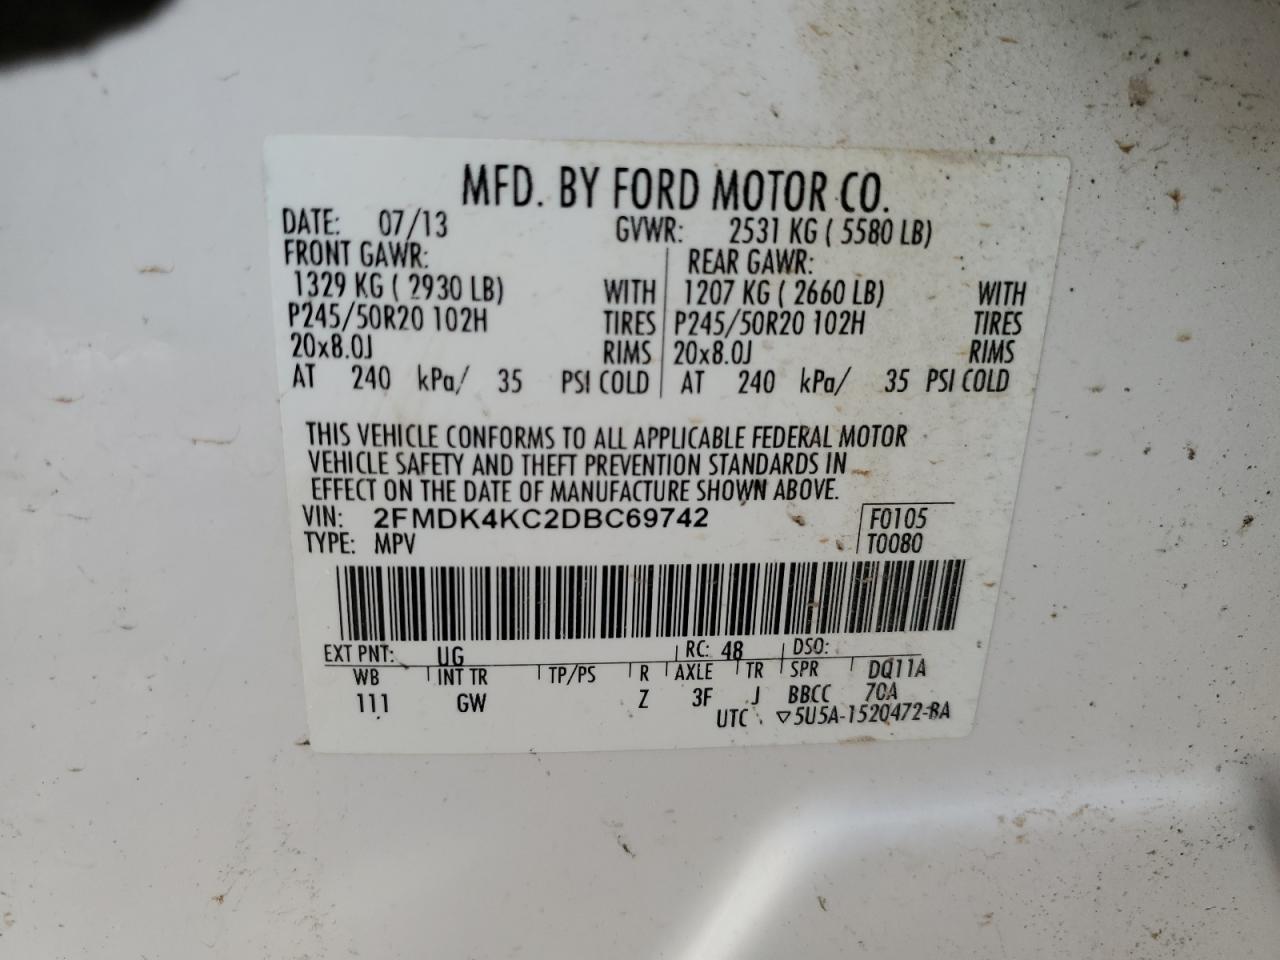 MFD. BY FORD MOTOR CO.
DATE: 07/13 GVWR: 2531 KG ( 5580 LB)
FRONT GAWR: REAR GAWR:
1329 KG ( 2930 LB) WITH 1207 KG ( 2660 LB) WITH
P245/50R20 102H TIRES P245/50R20 102H TIRES
20x8.0J RIMS 20x8.0J RIMS
AT 240 kPa/ 35 PSI COLD AT 240 kPa/ 35 PSI COLD
THIS VEHICLE CONFORMS TO ALL APPLICABLE FEDERAL MOTOR
VEHICLE SAFETY AND THEFT PREVENTION STANDARDS IN
EFFECT ON THE DATE OF MANUFACTURE SHOWN ABOVE.
VIN: 2FMDK4KC2DBC69742 F0105
TYPE: MPV T0080
EXT PNT: UG RC: 48 DSO:
WB INT TR TP/PS R AXLE TR SPR DQ11A
111 GW Z 3F J BBCC 7CA
UTC ▽5U5A-1520472-BA